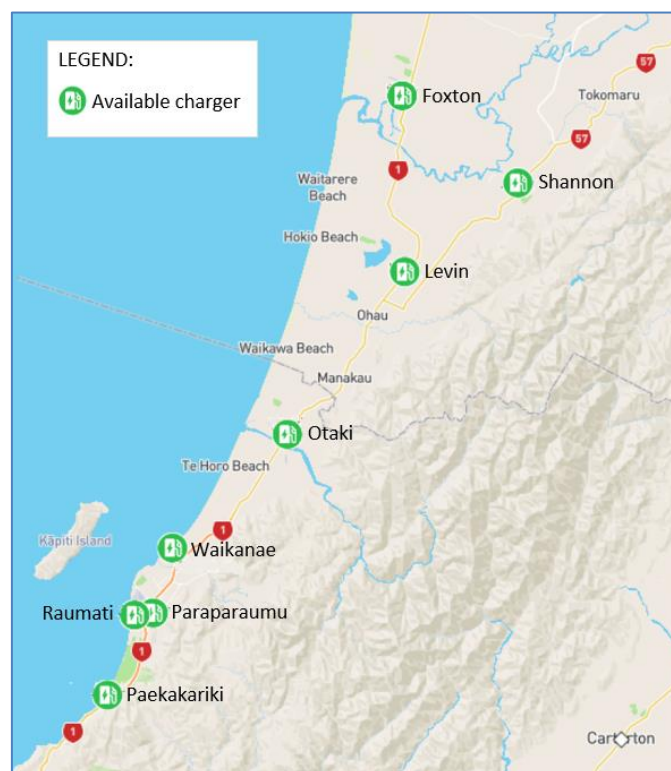 LEGEND:
Available charger
57
Foxton
Tokomaru
57
1
Waitarere
Beach
Shannon
Hokio Beach
Levin
Ohau
Waikawa Beach
Manakau
Otaki
Te Horo Beach
1
Kāpiti Island
Waikanae
Raumati
Paraparaumu
1
Paekakariki
1
Carterton